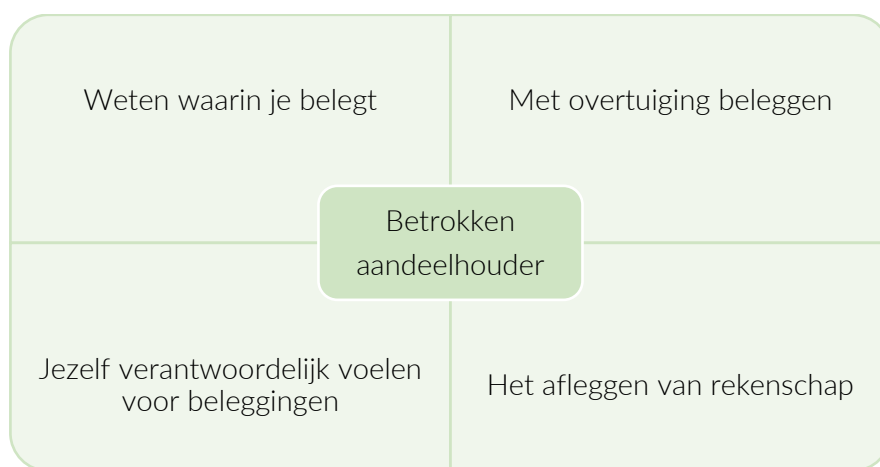 Weten waarin je belegt
Met overtuiging beleggen
Betrokken
aandeelhouder
Jezelf verantwoordelijk voelen
voor beleggingen
Het afleggen van rekenschap